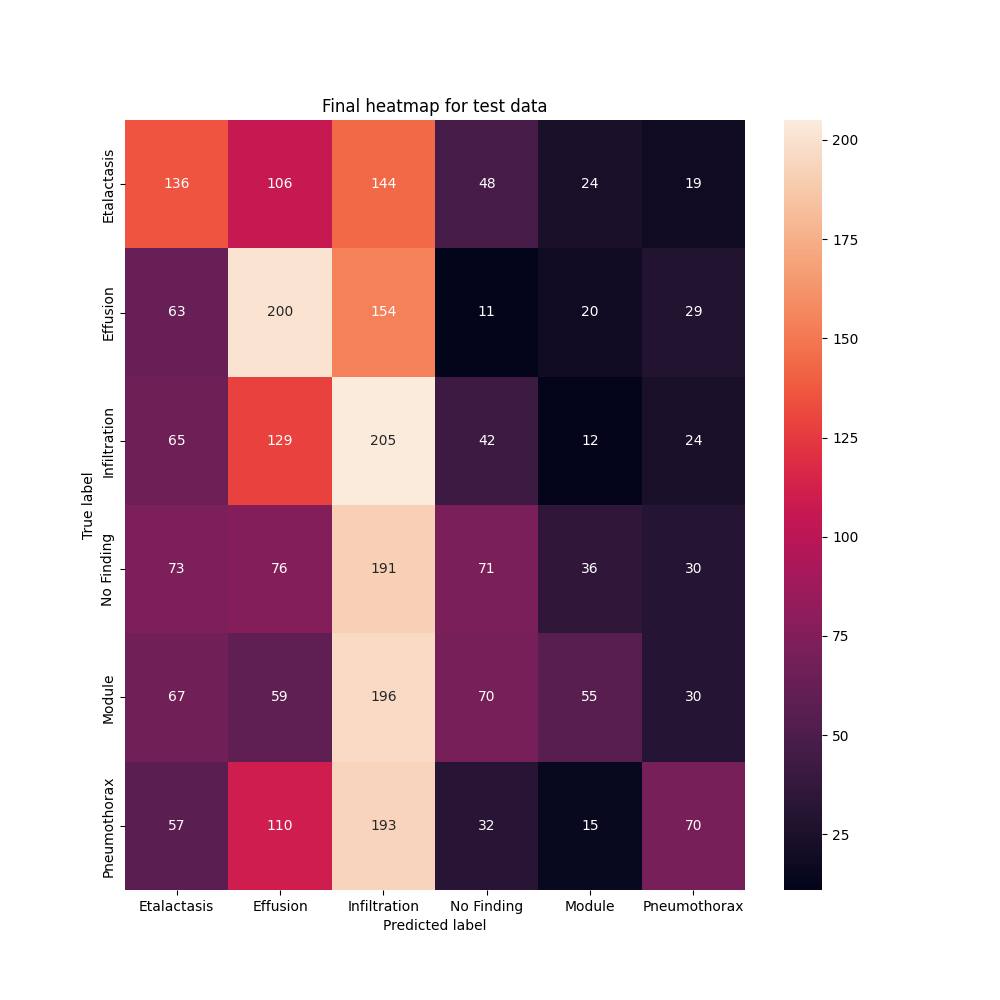 Final heatmap for test data
Etalactasis 136 106 144 48 24 19
Effusion 63 200 154 11 20 29
Infiltration 65 129 205 42 12 24
No Finding 73 76 191 71 36 30
Module 67 59 196 70 55 30
Pneumothorax 57 110 193 32 15 70
True label
Etalactasis Effusion Infiltration No Finding Module Pneumothorax
Predicted label
200
175
150
125
100
75
50
25